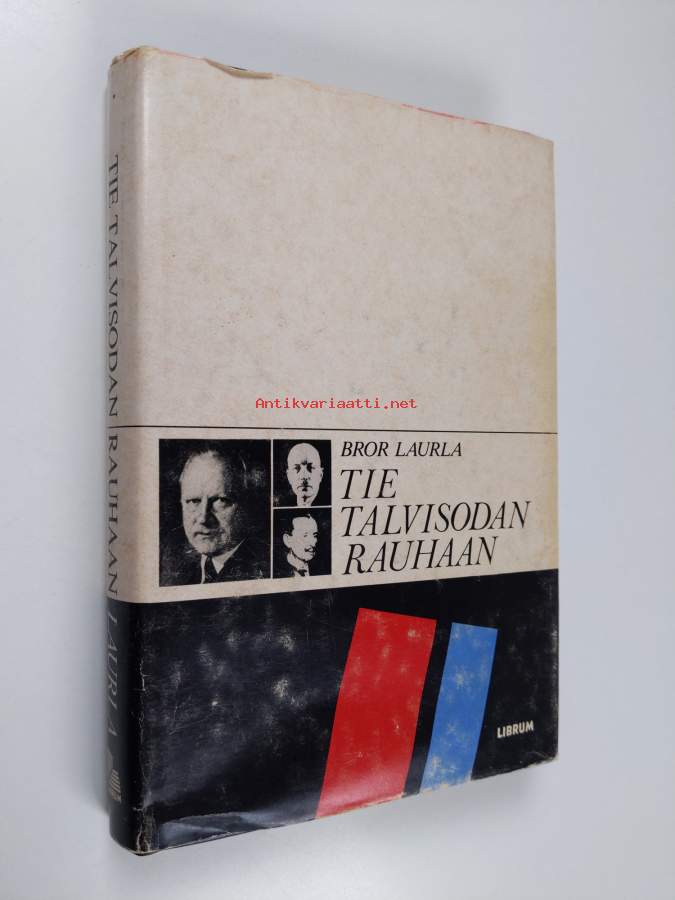 TIE TALVISODAN RAUHAAN LAURLA
Antikvariaatti.net
BROR LAURLA
TIE
TALVISODAN
RAUHAAN
LIBRUM